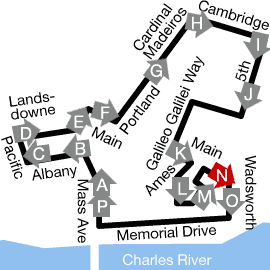 Cambridge
Cardinal
Madeiros
H
I
5th
J
G
Galileo Galilei Way
Portland
Lands-
downe
F
E
Main
D
C
B
Pacific
Albany
K
Main
Ames
N
Wadsworth
L
M
O
A
P
Mass Ave
Memorial Drive
Charles River